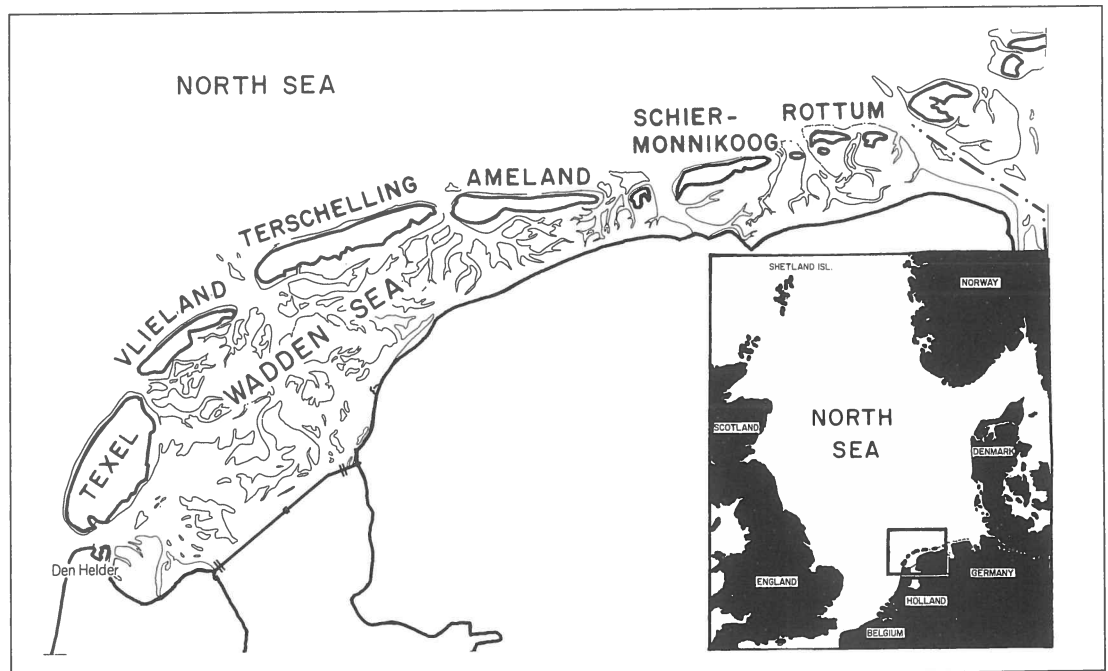 NORTH SEA
SCHIER-
MONNIKOOG
ROTTUM
AMELAND
TERSCHELLING
VLIELAND
WADDEN SEA
TEXEL
Den Helder
SHETLAND ISL.
NORWAY
NORTH
SEA
SCOTLAND
DENMARK
ENGLAND
GERMANY
HOLLAND
BELGIUM